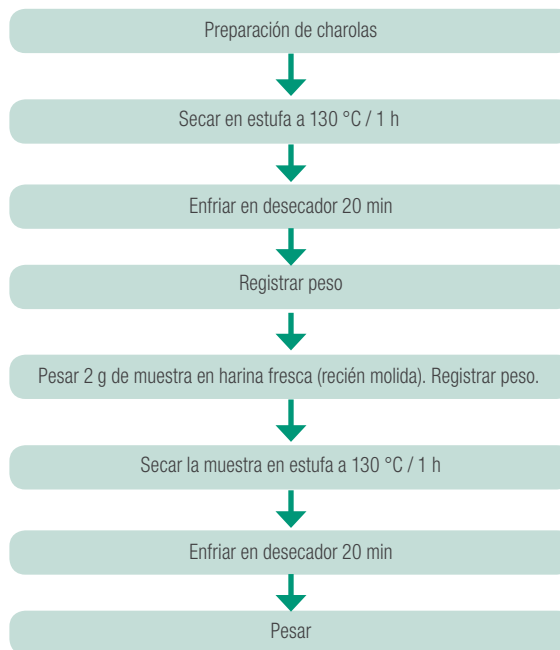 Preparación de charolas
Secar en estufa a 130 °C / 1 h
Enfriar en desecador 20 min
Registrar peso
Pesar 2 g de muestra en harina fresca (recién molida). Registrar peso.
Secar la muestra en estufa a 130 °C / 1 h
Enfriar en desecador 20 min
Pesar